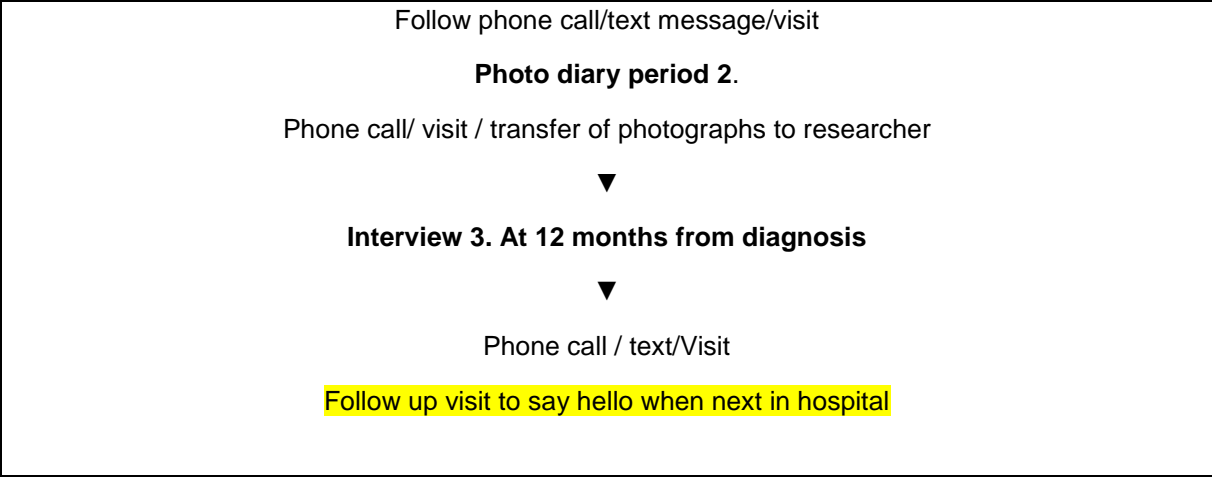 Follow phone call/text message/visit
Photo diary period 2.
Phone call/ visit / transfer of photographs to researcher
▼
Interview 3. At 12 months from diagnosis
▼
Phone call / text/Visit
Follow up visit to say hello when next in hospital